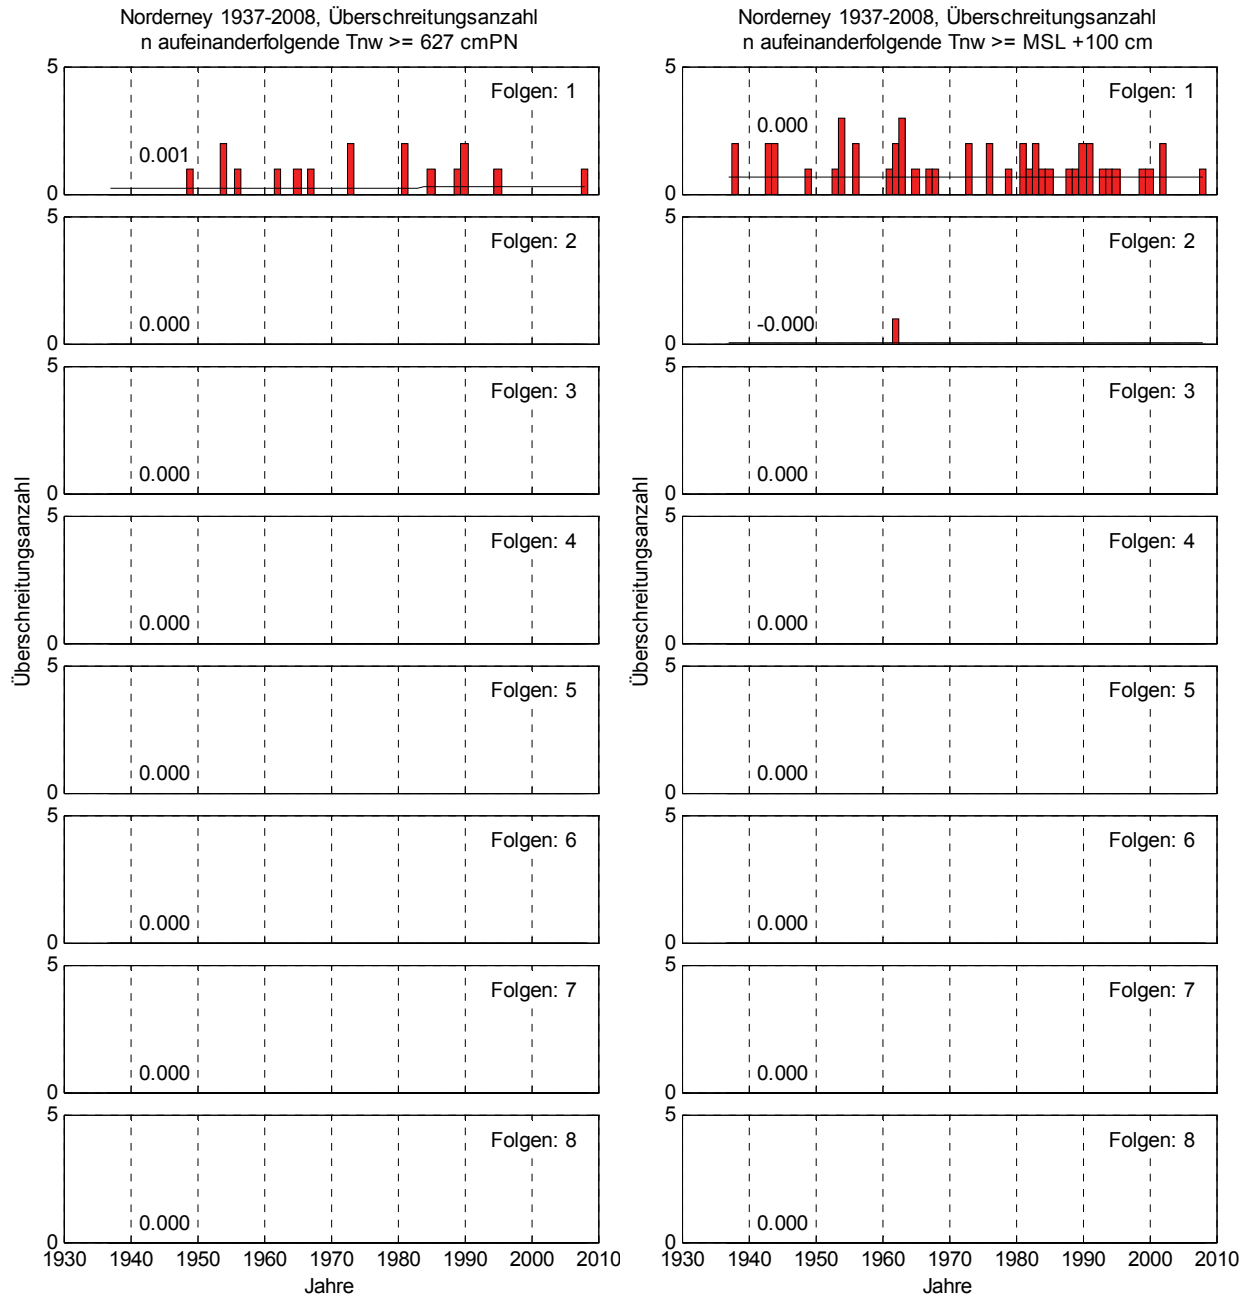 Norderney 1937-2008, Überschreitungsanzahl
n aufeinanderfolgende Tnw >= 627 cmPN
5
Folgen: 1
0.001
0
5
Folgen: 2
0.000
0
5
Folgen: 3
0.000
0
5
Folgen: 4
0.000
0
5
Folgen: 5
0.000
0
5
Folgen: 6
0.000
0
5
Folgen: 7
0.000
0
5
Folgen: 8
0.000
0
Überschreitungsanzahl
1930 1940 1950 1960 1970 1980 1990 2000 2010
Jahre
Norderney 1937-2008, Überschreitungsanzahl
n aufeinanderfolgende Tnw >= MSL +100 cm
5
Folgen: 1
0.000
0
5
Folgen: 2
-0.000
0
5
Folgen: 3
0.000
0
5
Folgen: 4
0.000
0
5
Folgen: 5
0.000
0
5
Folgen: 6
0.000
0
5
Folgen: 7
0.000
0
5
Folgen: 8
0.000
0
Überschreitungsanzahl
1930 1940 1950 1960 1970 1980 1990 2000 2010
Jahre